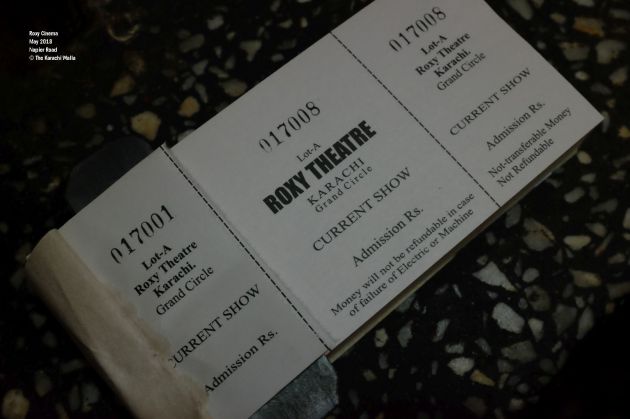 Roxy Cinema
May 2018
Napier Road
© The Karachi Walla
017001
Lot-A
Roxy Theatre
Karachi.
Grand Circle
CURRENT SHOW
Admission Rs.
017008
Lot-A
ROXY THEATRE
KARACHI
Grand Circle
CURRENT SHOW
Admission Rs.
Money will not be refundable in case
of failure of Electric or Machine
017008
Lot-A
Roxy Theatre
Karachi.
Grand Circle
CURRENT SHOW
Admission Rs.
Not-transferable Money
Not Refundable